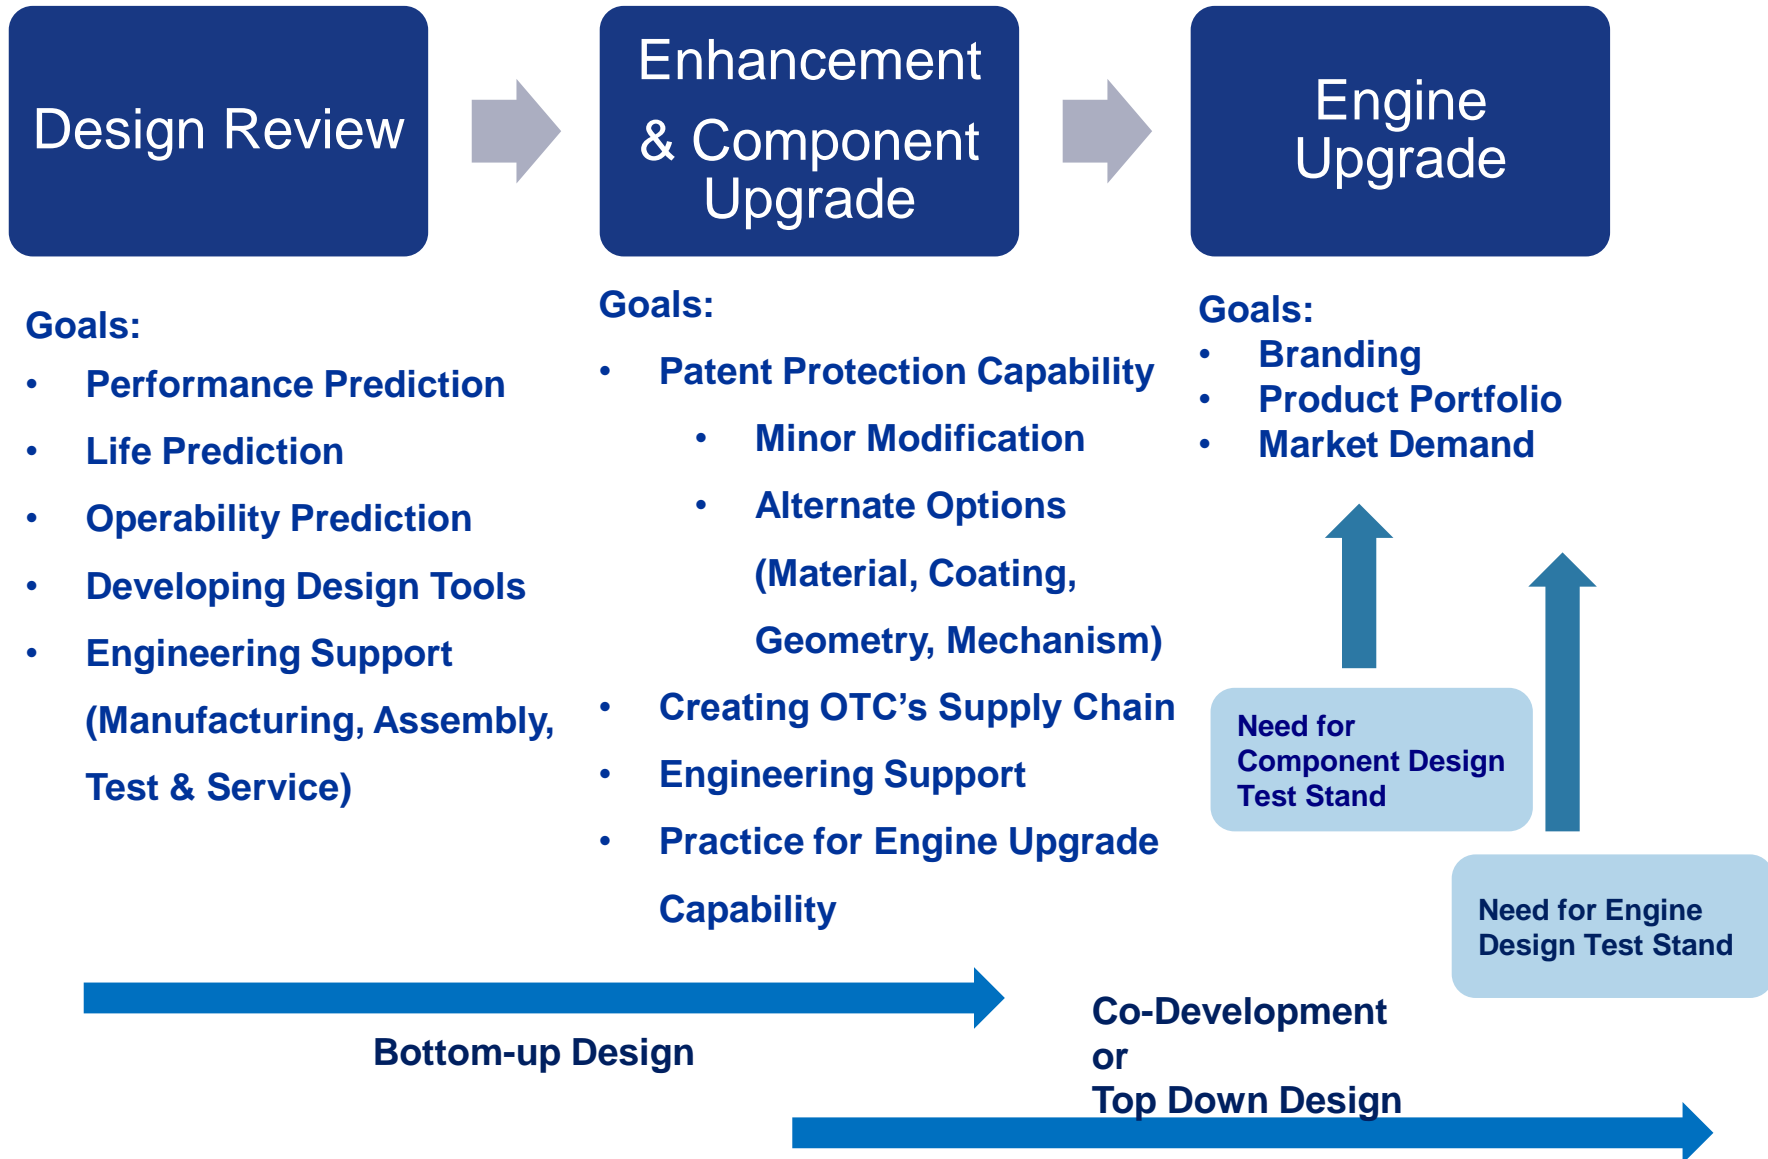 Design Review
Enhancement
& Component
Upgrade
Engine
Upgrade
Goals:
• Performance Prediction
• Life Prediction
• Operability Prediction
• Developing Design Tools
• Engineering Support
(Manufacturing, Assembly,
Test & Service)
Goals:
• Patent Protection Capability
• Minor Modification
• Alternate Options
(Material, Coating,
Geometry, Mechanism)
• Creating OTC’s Supply Chain
• Engineering Support
• Practice for Engine Upgrade
Capability
Goals:
• Branding
• Product Portfolio
• Market Demand
Need for
Component Design
Test Stand
Need for Engine
Design Test Stand
Bottom-up Design
Co-Development
or
Top Down Design